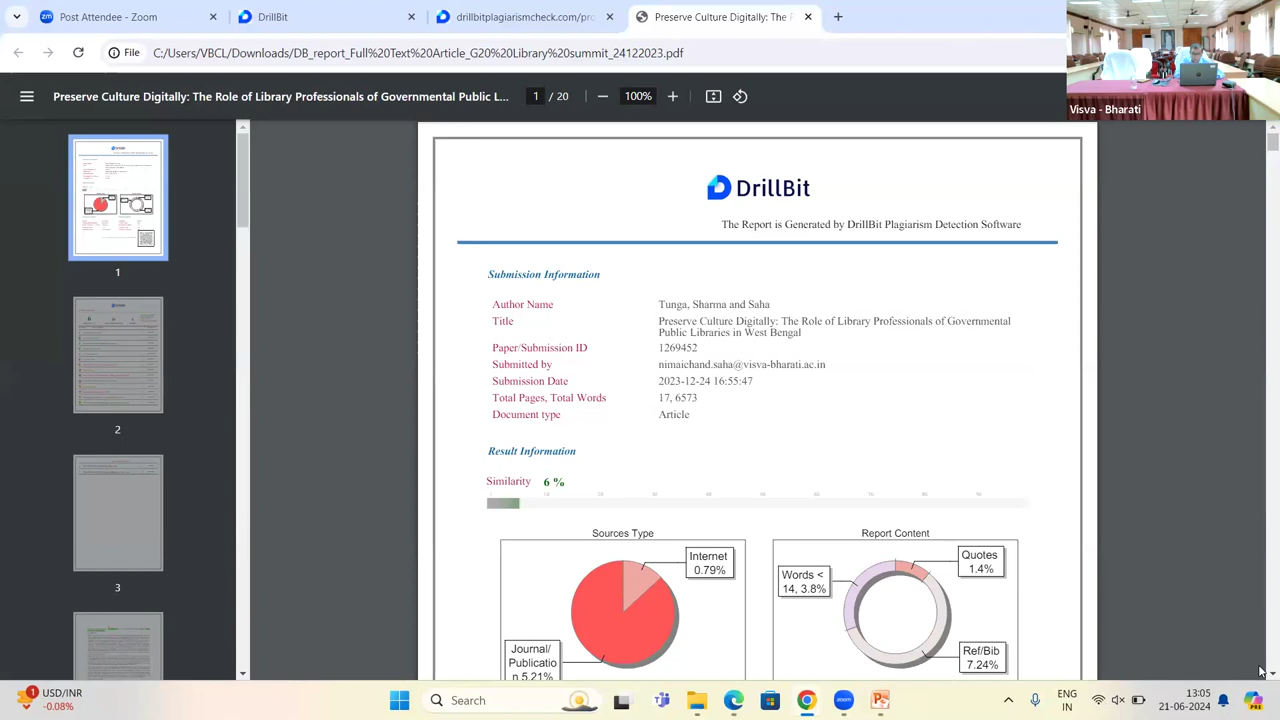 Download Dashboard - Zoom
DrillBit
drillbitplagiarismcheck.com/pro
Preserve Culture Digitally: The R
File
C:/Users/VBCL/Downloads/DB_report_Full%20Text%20Article_G20%20Library%20summit_24122023.pdf
Preserve Culture Digitally: The Role of Library Professionals of Governmental Public L...
1 / 20
100%
Visva - Bharati
DrillBit
The Report is Generated by DrillBit Plagiarism Detection Software
Submission Information
Author Name Tunga, Sharma and Saha
Title Preserve Culture Digitally: The Role of Library Professionals of Governmental
Public Libraries in West Bengal
Paper/Submission ID 1269452
Submitted by nimaichand.saha@visva-bharati.ac.in
Submission Date 2023-12-24 16:55:47
Total Pages, Total Words 17, 6573
Document type Article
Result Information
Similarity 6 %
Sources Type
Internet
0.79%
Journal/
Publicatio
n 5.21%
Report Content
Quotes
1.4%
Words <
14, 3.8%
Ref/Bib
7.24%
1
2
3
1
USD/INR
-0.08%
Search
PRE
ENG
IN
13:05
21-06-2024